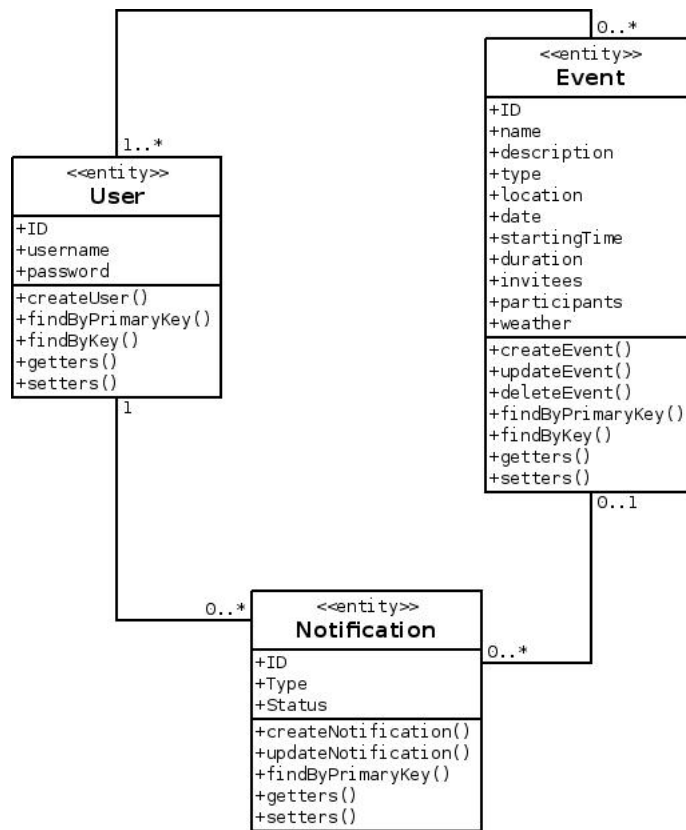 0..*
<<entity>>
Event
+ID
+name
+description
+type
+location
+date
+startingTime
+duration
+invitees
+participants
+weather
+createEvent()
+updateEvent()
+deleteEvent()
+findByPrimaryKey()
+findByKey()
+getters()
+setters()
0..1
1..*
<<entity>>
User
+ID
+username
+password
+createUser()
+findByPrimaryKey()
+findByKey()
+getters()
+setters()
1
0..*
<<entity>>
Notification
+ID
+Type
+Status
+createNotification()
+updateNotification()
+findByPrimaryKey()
+getters()
+setters()
0..*